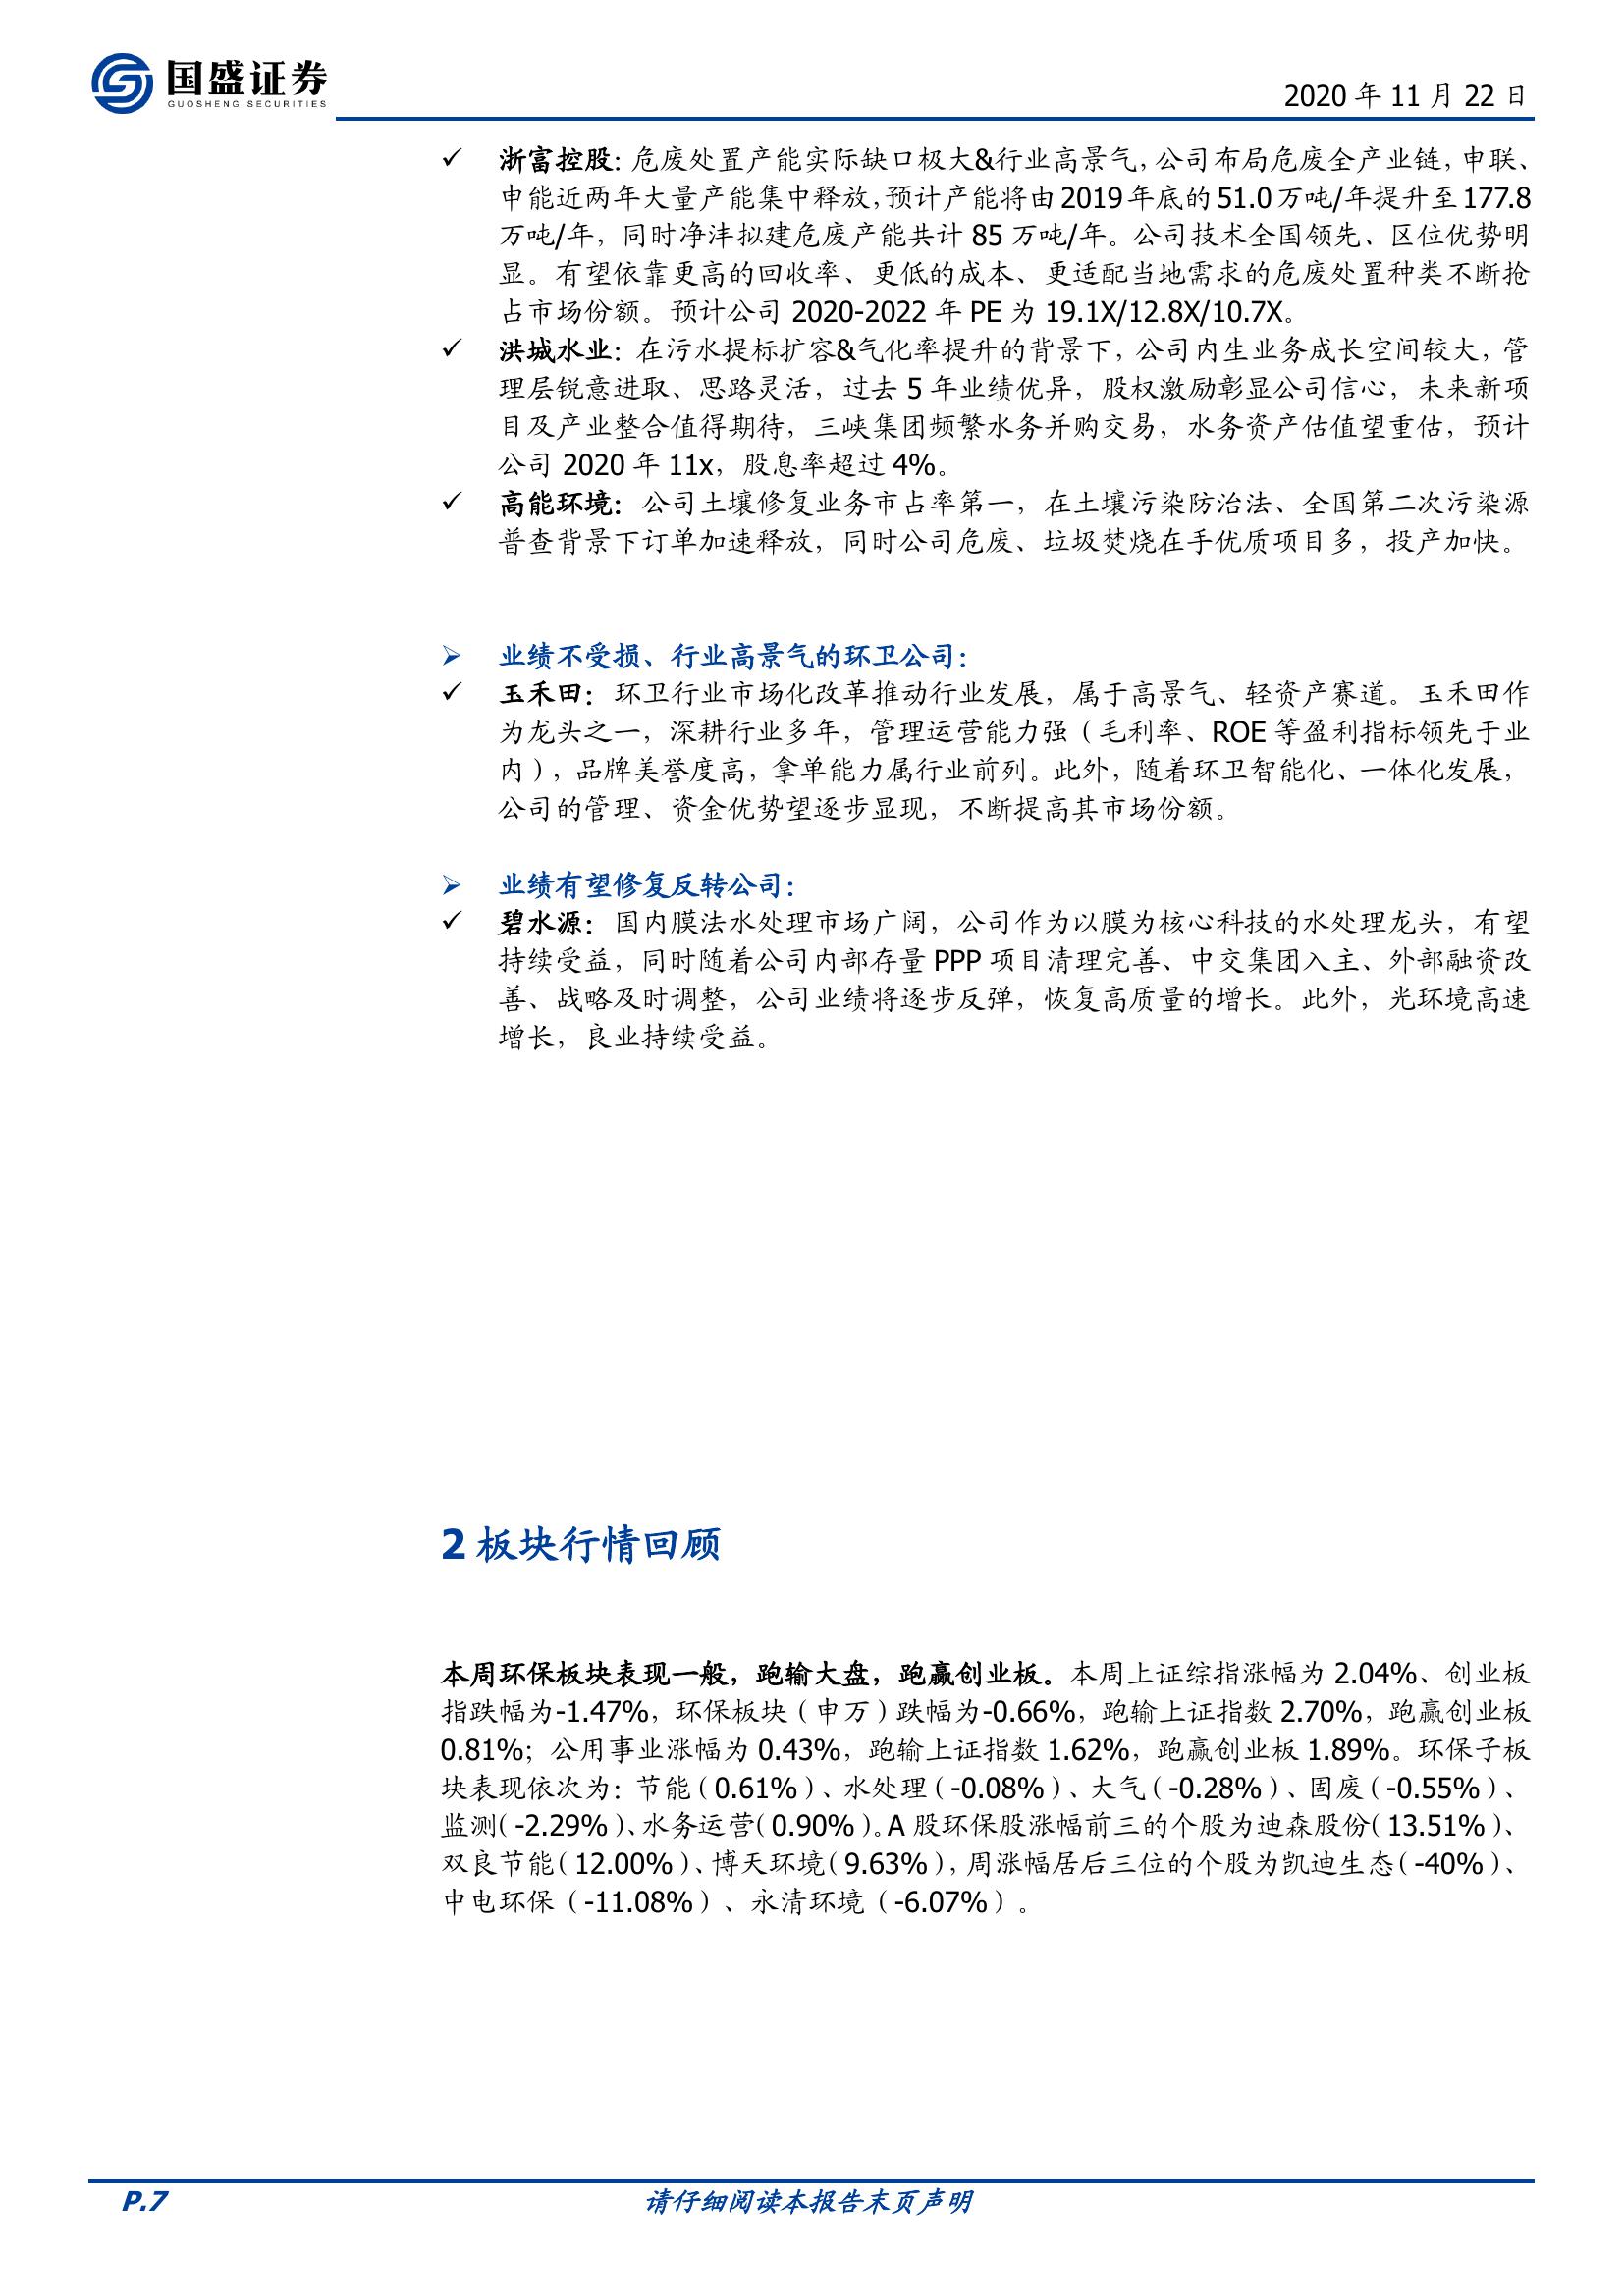 国盛证券
GUOSHENG SECURITIES
2020 年 11 月 22 日
✓ 浙富控股：危废处置产能实际缺口极大&行业高景气，公司布局危废全产业链，申联、
申能近两年大量产能集中释放，预计产能将由 2019 年底的 51.0 万吨/年提升至 177.8
万吨/年，同时净沣拟建危废产能共计 85 万吨/年。公司技术全国领先、区位优势明
显。有望依靠更高的回收率、更低的成本、更适配当地需求的危废处置种类不断抢
占市场份额。预计公司 2020-2022 年 PE 为 19.1X/12.8X/10.7X。
✓ 洪城水业：在污水提标扩容&气化率提升的背景下，公司内生业务成长空间较大，管
理层锐意进取、思路灵活，过去 5 年业绩优异，股权激励彰显公司信心，未来新项
目及产业整合值得期待，三峡集团频繁水务并购交易，水务资产估值望重估，预计
公司 2020 年 11x，股息率超过 4%。
✓ 高能环境：公司土壤修复业务市占率第一，在土壤污染防治法、全国第二次污染源
普查背景下订单加速释放，同时公司危废、垃圾焚烧在手优质项目多，投产加快。
➢ 业绩不受损、行业高景气的环卫公司：
✓ 玉禾田：环卫行业市场化改革推动行业发展，属于高景气、轻资产赛道。玉禾田作
为龙头之一，深耕行业多年，管理运营能力强（毛利率、ROE 等盈利指标领先于业
内），品牌美誉度高，拿单能力属行业前列。此外，随着环卫智能化、一体化发展，
公司的管理、资金优势望逐步显现，不断提高其市场份额。
➢ 业绩有望修复反转公司：
✓ 碧水源：国内膜法水处理市场广阔，公司作为以膜为核心科技的水处理龙头，有望
持续受益，同时随着公司内部存量 PPP 项目清理完善、中交集团入主、外部融资改
善、战略及时调整，公司业绩将逐步反弹，恢复高质量的增长。此外，光环境高速
增长，良业持续受益。
2 板块行情回顾
本周环保板块表现一般，跑输大盘，跑赢创业板。本周上证综指涨幅为 2.04%、创业板
指跌幅为-1.47%，环保板块（申万）跌幅为-0.66%，跑输上证指数 2.70%，跑赢创业板
0.81%；公用事业涨幅为 0.43%，跑输上证指数 1.62%，跑赢创业板 1.89%。环保子板
块表现依次为：节能（0.61%）、水处理（-0.08%）、大气（-0.28%）、固废（-0.55%）、
监测（-2.29%）、水务运营（0.90%）。A 股环保股涨幅前三的个股为迪森股份（13.51%）、
双良节能（12.00%）、博天环境（9.63%），周涨幅居后三位的个股为凯迪生态（-40%）、
中电环保（-11.08%）、永清环境（-6.07%）。
P.7
请仔细阅读本报告末页声明